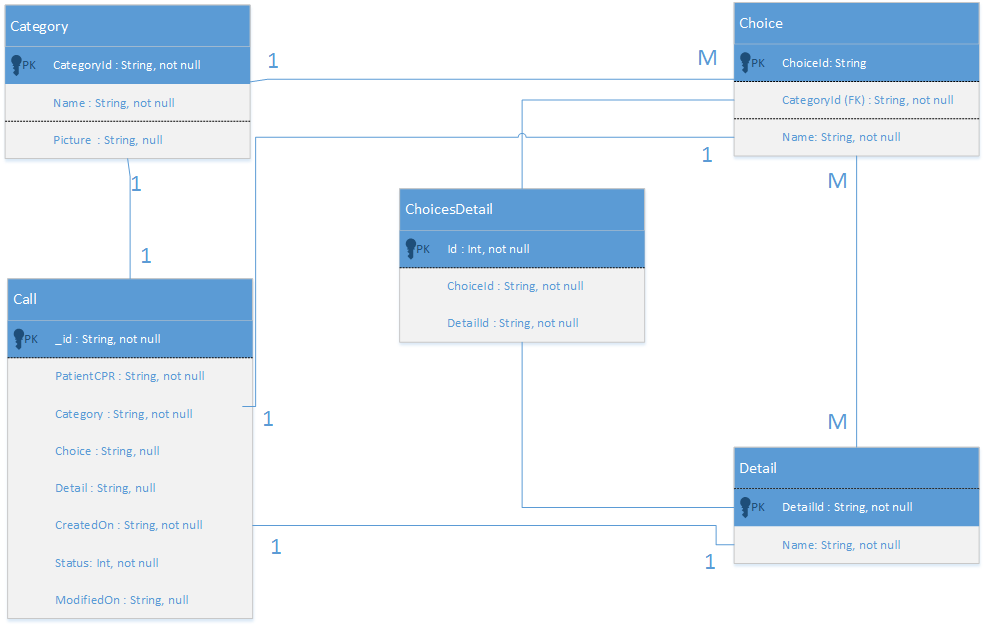 Category
PK CategoryId : String, not null
Name : String, not null
Picture : String, null
1
M
Choice
PK ChoiceId: String
CategoryId (FK) : String, not null
Name: String, not null
1
M
1
1
ChoicesDetail
PK Id : Int, not null
ChoiceId : String, not null
DetailId : String, not null
Call
PK _id : String, not null
PatientCPR : String, not null
Category : String, not null
Choice : String, null
Detail : String, null
CreatedOn : String, not null
Status: Int, not null
ModifiedOn : String, null
1
M
Detail
PK DetailId : String, not null
Name: String, not null
1
1